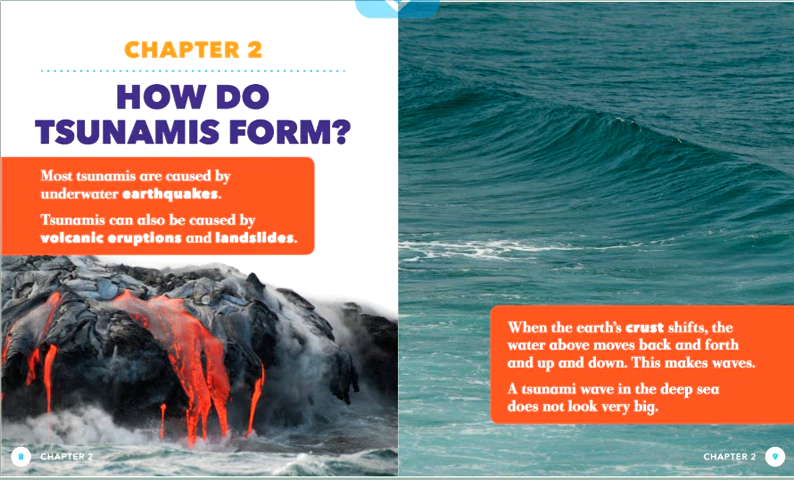 CHAPTER 2
HOW DO
TSUNAMIS FORM?
Most tsunamis are caused by
underwater earthquakes.
Tsunamis can also be caused by
volcanic eruptions and landslides.
8 CHAPTER 2
When the earth's crust shifts, the
water above moves back and forth
and up and down. This makes waves.
A tsunami wave in the deep sea
does not look very big.
CHAPTER 2 9